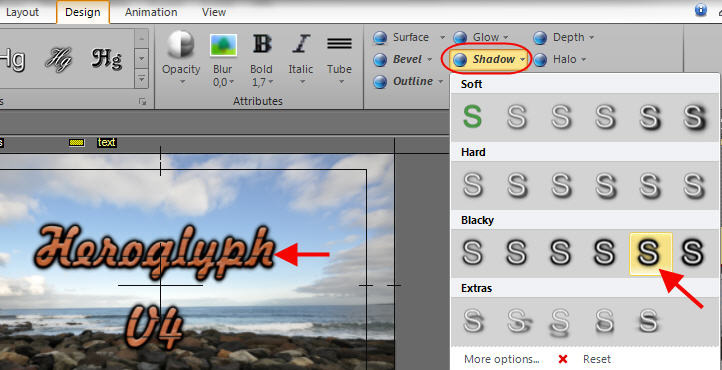 Layout Design Animation View
Hg Hg Hg
Opacity Blur 0,0 Bold 1,7 Italic Tube
Attributes
Surface Glow Depth
Bevel Shadow Halo
Outline
Soft
S S S S S S
Hard
S S S S S S
Blacky
S S S S S S
Extras
S S S S S
More options... Reset
text
Heroglyph
V4